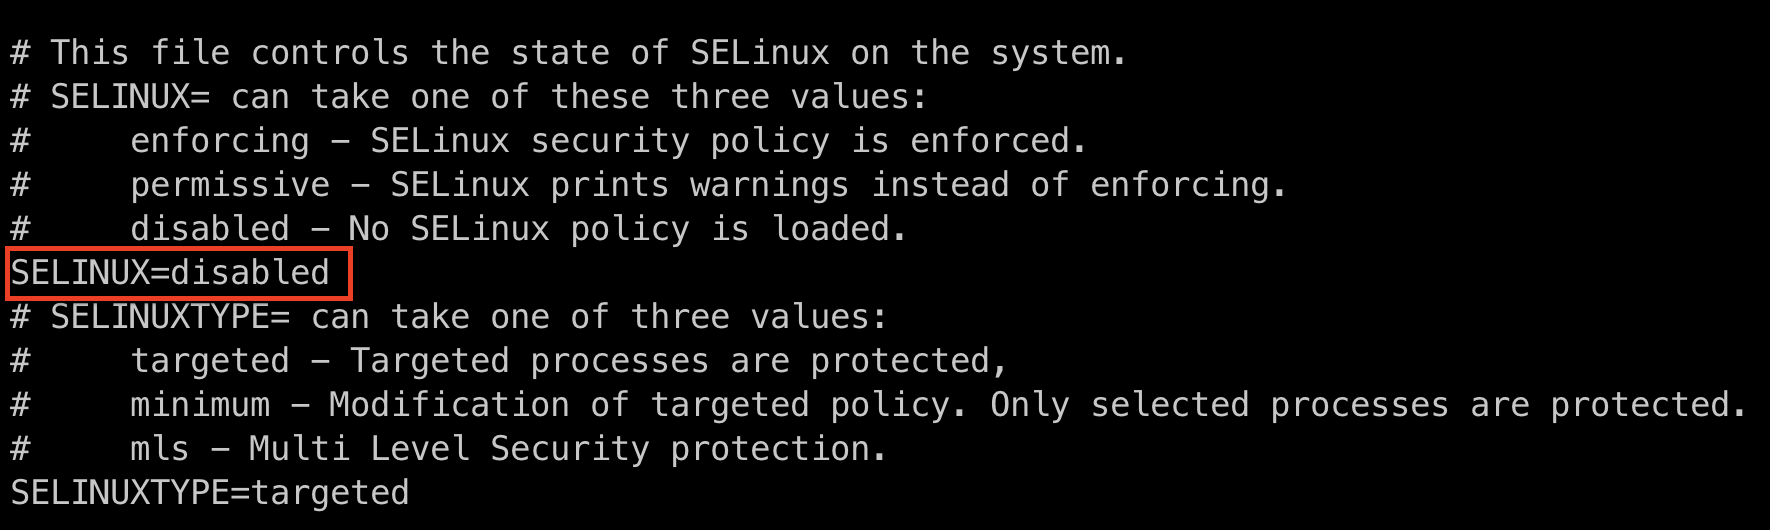 # This file controls the state of SELinux on the system.
# SELINUX= can take one of these three values:
#     enforcing - SELinux security policy is enforced.
#     permissive - SELinux prints warnings instead of enforcing.
#     disabled - No SELinux policy is loaded.
SELINUX=disabled
# SELINUXTYPE= can take one of three values:
#     targeted - Targeted processes are protected,
#     minimum - Modification of targeted policy. Only selected processes are protected.
#     mls - Multi Level Security protection.
SELINUXTYPE=targeted